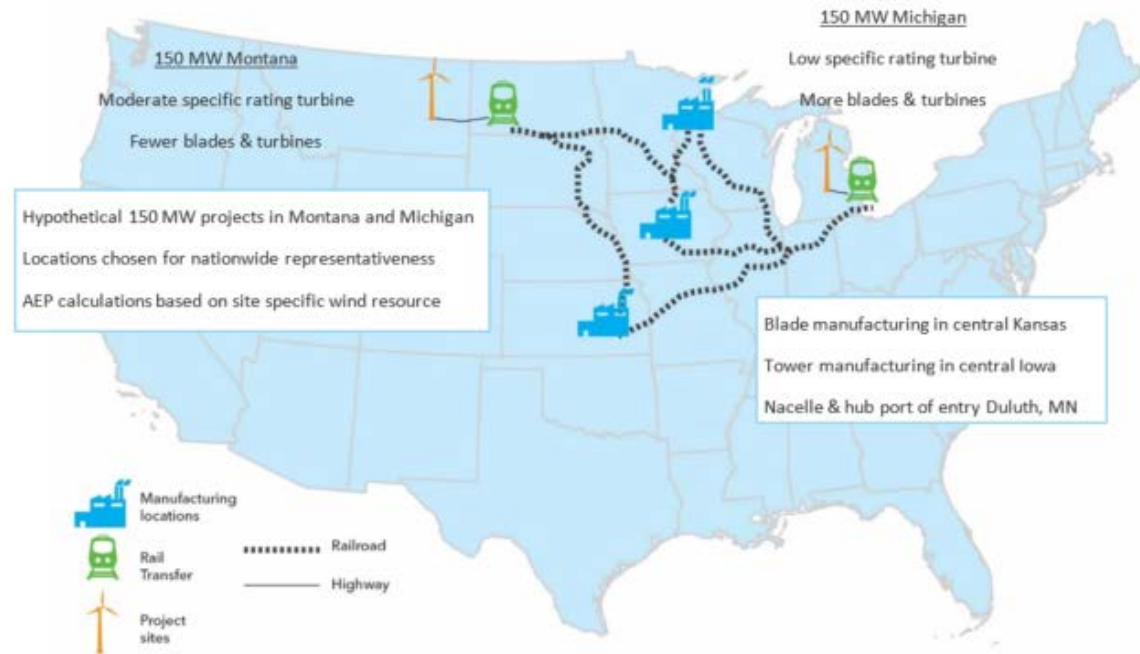 150 MW Montana
Moderate specific rating turbine
Fewer blades & turbines
150 MW Michigan
Low specific rating turbine
More blades & turbines
Hypothetical 150 MW projects in Montana and Michigan
Locations chosen for nationwide representativeness
AEP calculations based on site specific wind resource
Blade manufacturing in central Kansas
Tower manufacturing in central Iowa
Nacelle & hub port of entry Duluth, MN
Manufacturing
locations
Rail
Transfer
Project
sites
Railroad
Highway